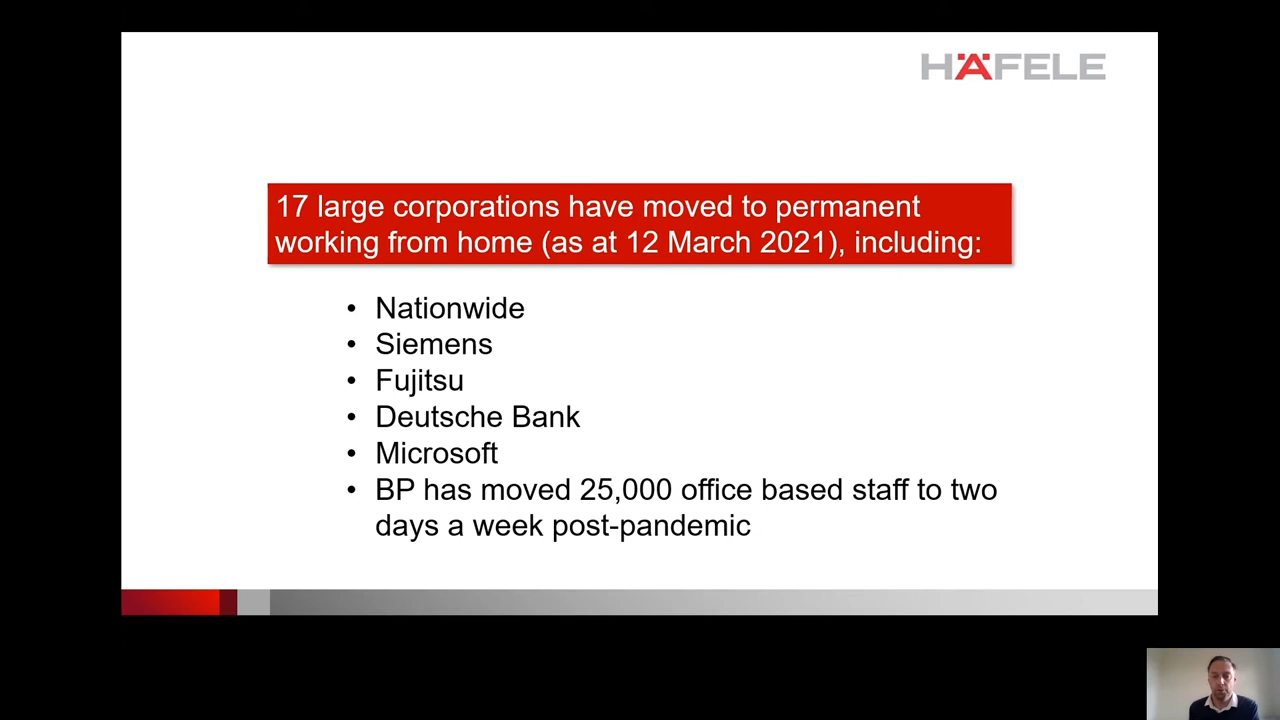 HÄFELE
17 large corporations have moved to permanent
working from home (as at 12 March 2021), including:
• Nationwide
• Siemens
• Fujitsu
• Deutsche Bank
• Microsoft
• BP has moved 25,000 office based staff to two
days a week post-pandemic